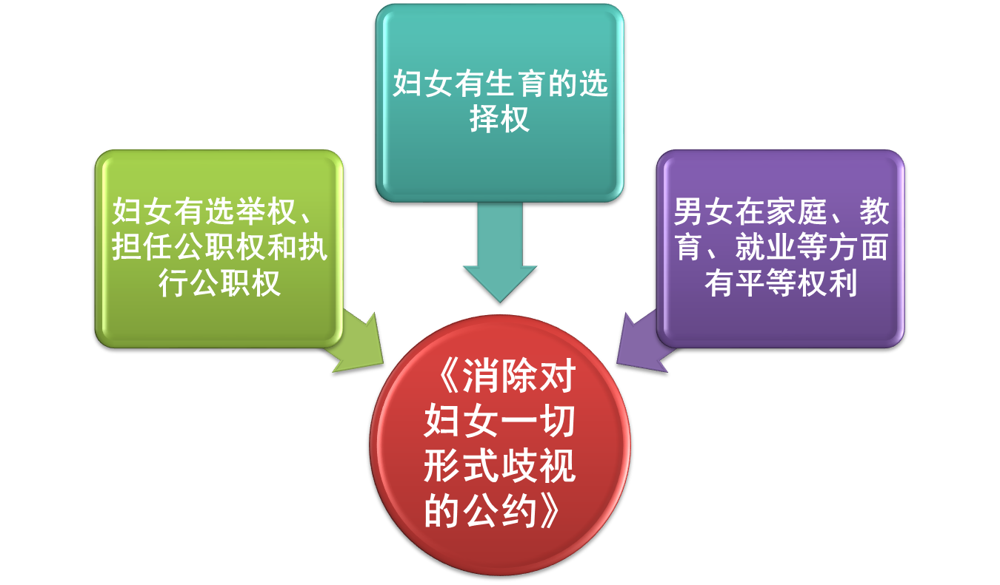 妇女有生育的选
择权
妇女有选举权、
担任公职权和执
行公职权
男女在家庭、教
育、就业等方面
有平等权利
《消除对
妇女一切
形式歧视
的公约》